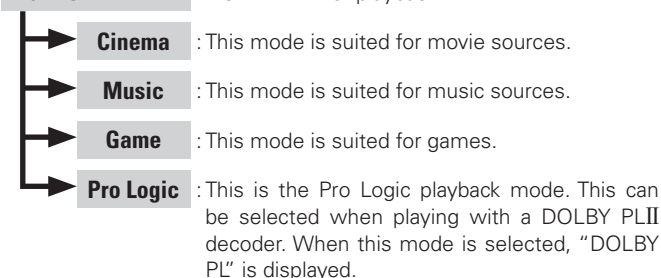 Cinema : This mode is suited for movie sources.
Music : This mode is suited for music sources.
Game : This mode is suited for games.
Pro Logic : This is the Pro Logic playback mode. This can
be selected when playing with a DOLBY PLII
decoder. When this mode is selected, “DOLBY
PL” is displayed.